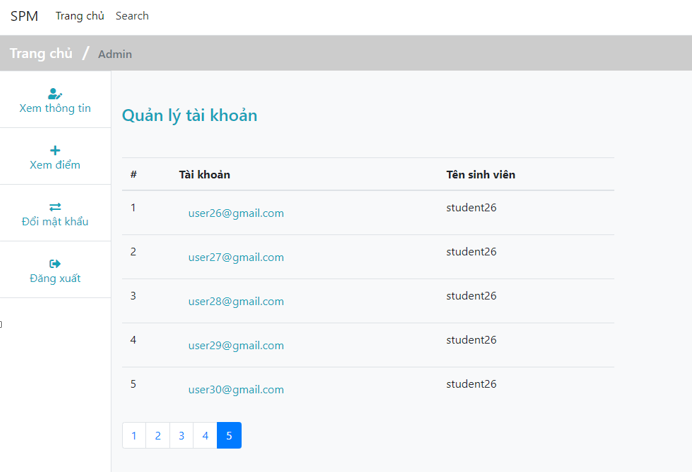 SPM Trang chủ Search
Trang chủ / Admin
Xem thông tin
Xem điểm
Đổi mật khẩu
Đăng xuất
Quản lý tài khoản
# Tài khoản Tên sinh viên
1 user26@gmail.com student26
2 user27@gmail.com student26
3 user28@gmail.com student26
4 user29@gmail.com student26
5 user30@gmail.com student26
1 2 3 4 5